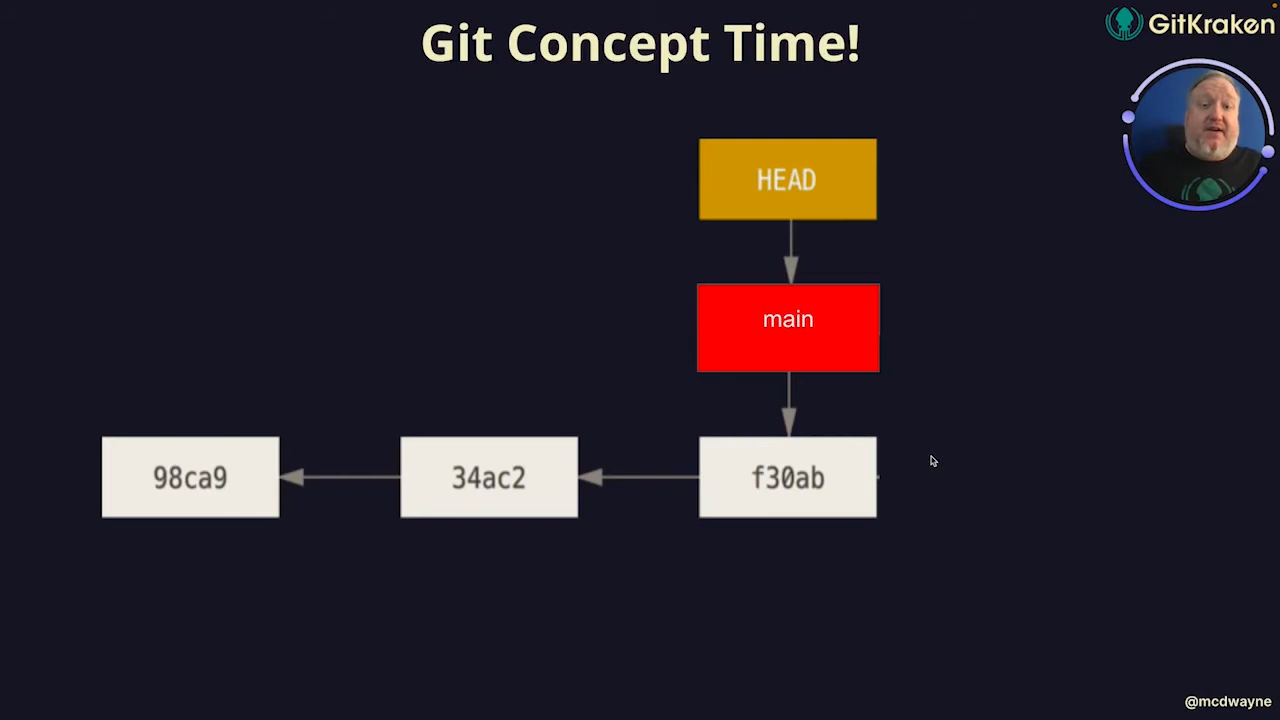 Git Concept Time!
GitKraken
HEAD
main
98ca9
34ac2
f30ab
@mcdwayne